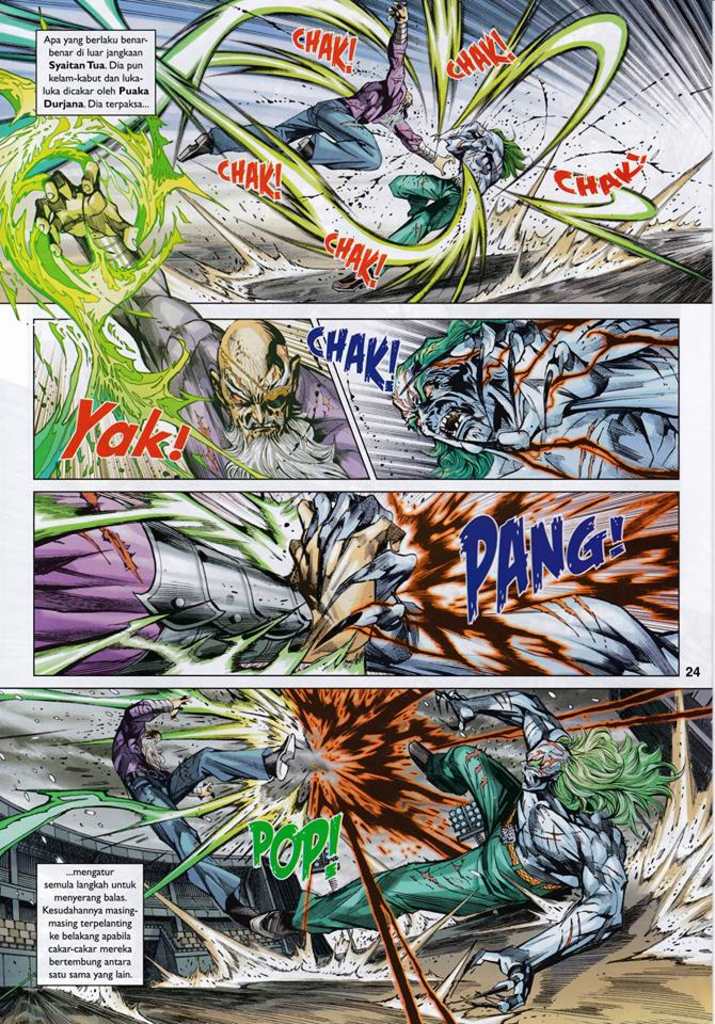 Apa yang berlaku benar-
benar di luar jangkaan
Syaitan Tua. Dia pun
kelam-kabut dan luka-
luka dicakar oleh Puaka
Durjana. Dia terpaksa...
CHAK!
CHAK!
CHAK!
CHAK!
CHAK!
Yak!
CHAK!
PANG!
24
POP!
...mengatur
semula langkah untuk
menyerang balas.
Kesudahannya masing-
masing terpelanting
ke belakang apabila
cakar-cakar mereka
bertembung antara
satu sama yang lain.